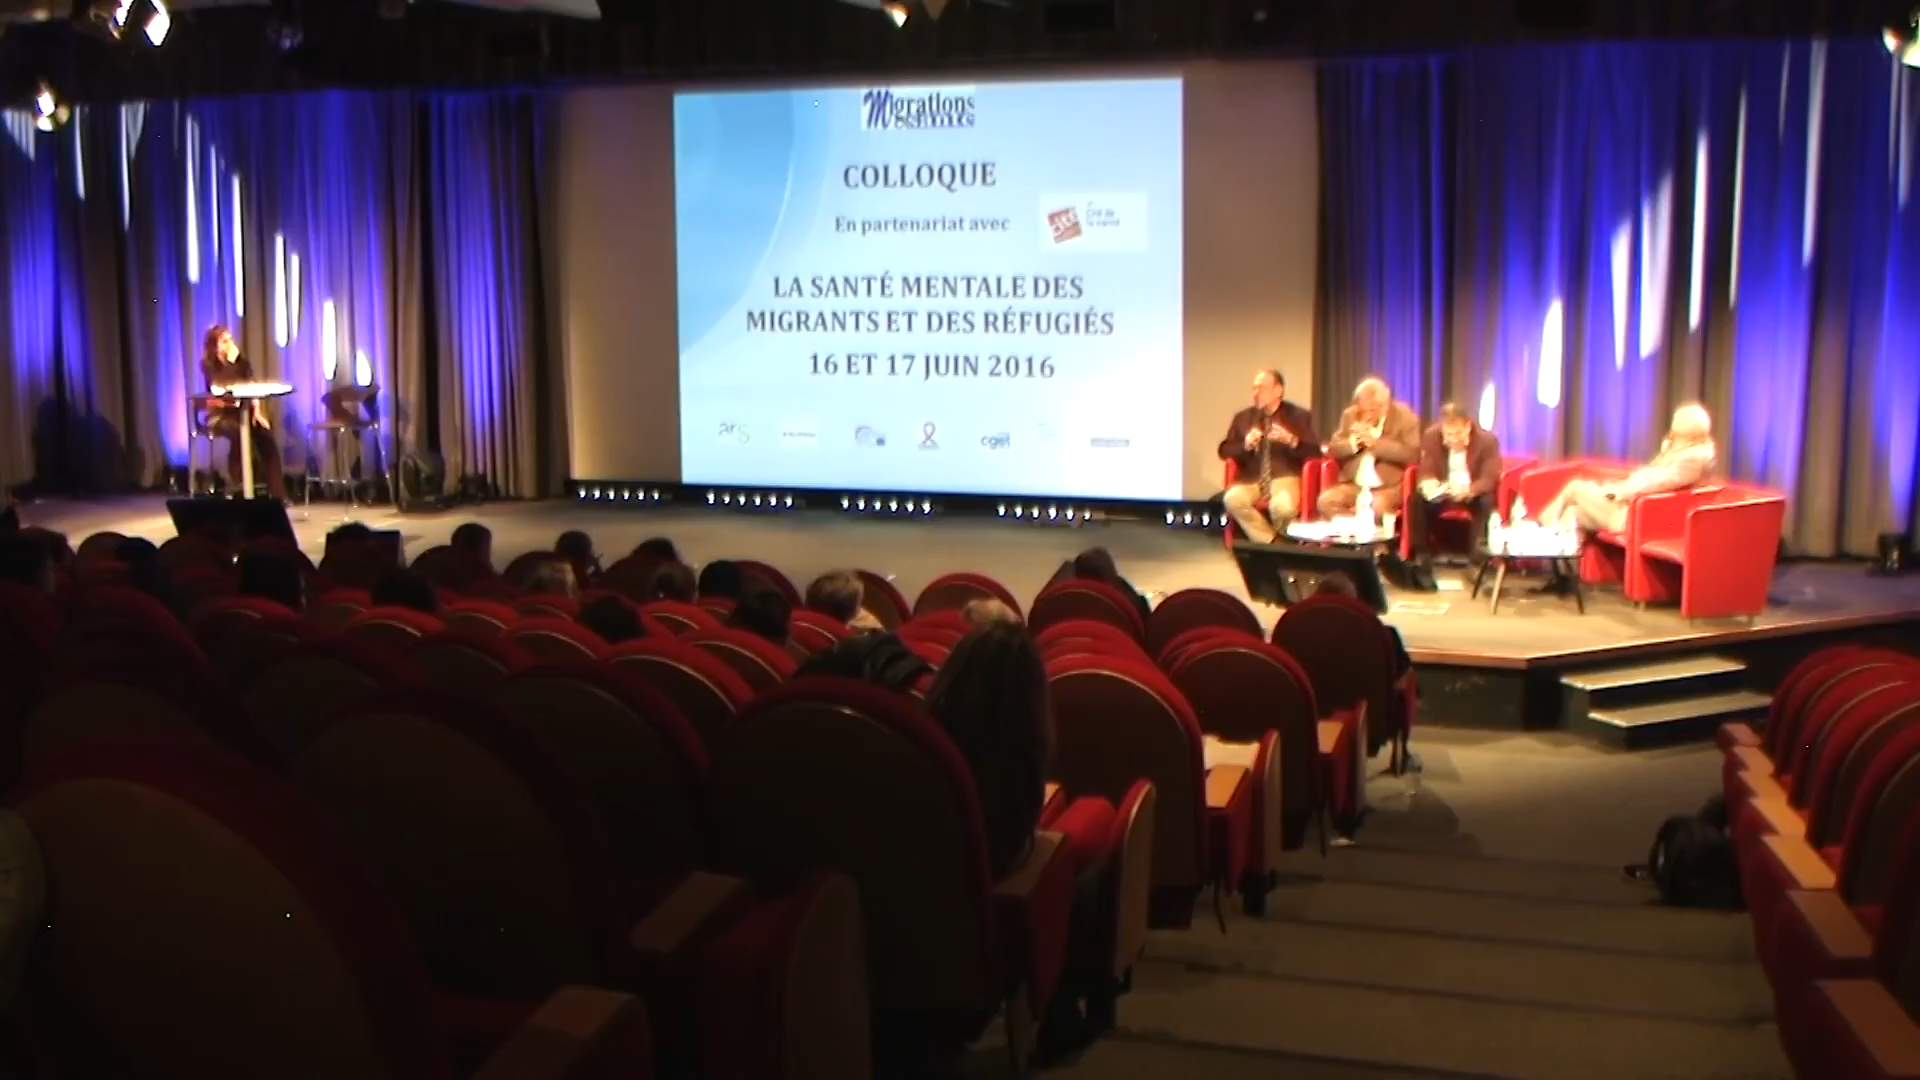 Migrations
COLLOQUE
En partenariat avec
LA SANTÉ MENTALE DES
MIGRANTS ET DES RÉFUGIÉS
16 ET 17 JUIN 2016
ars
cget